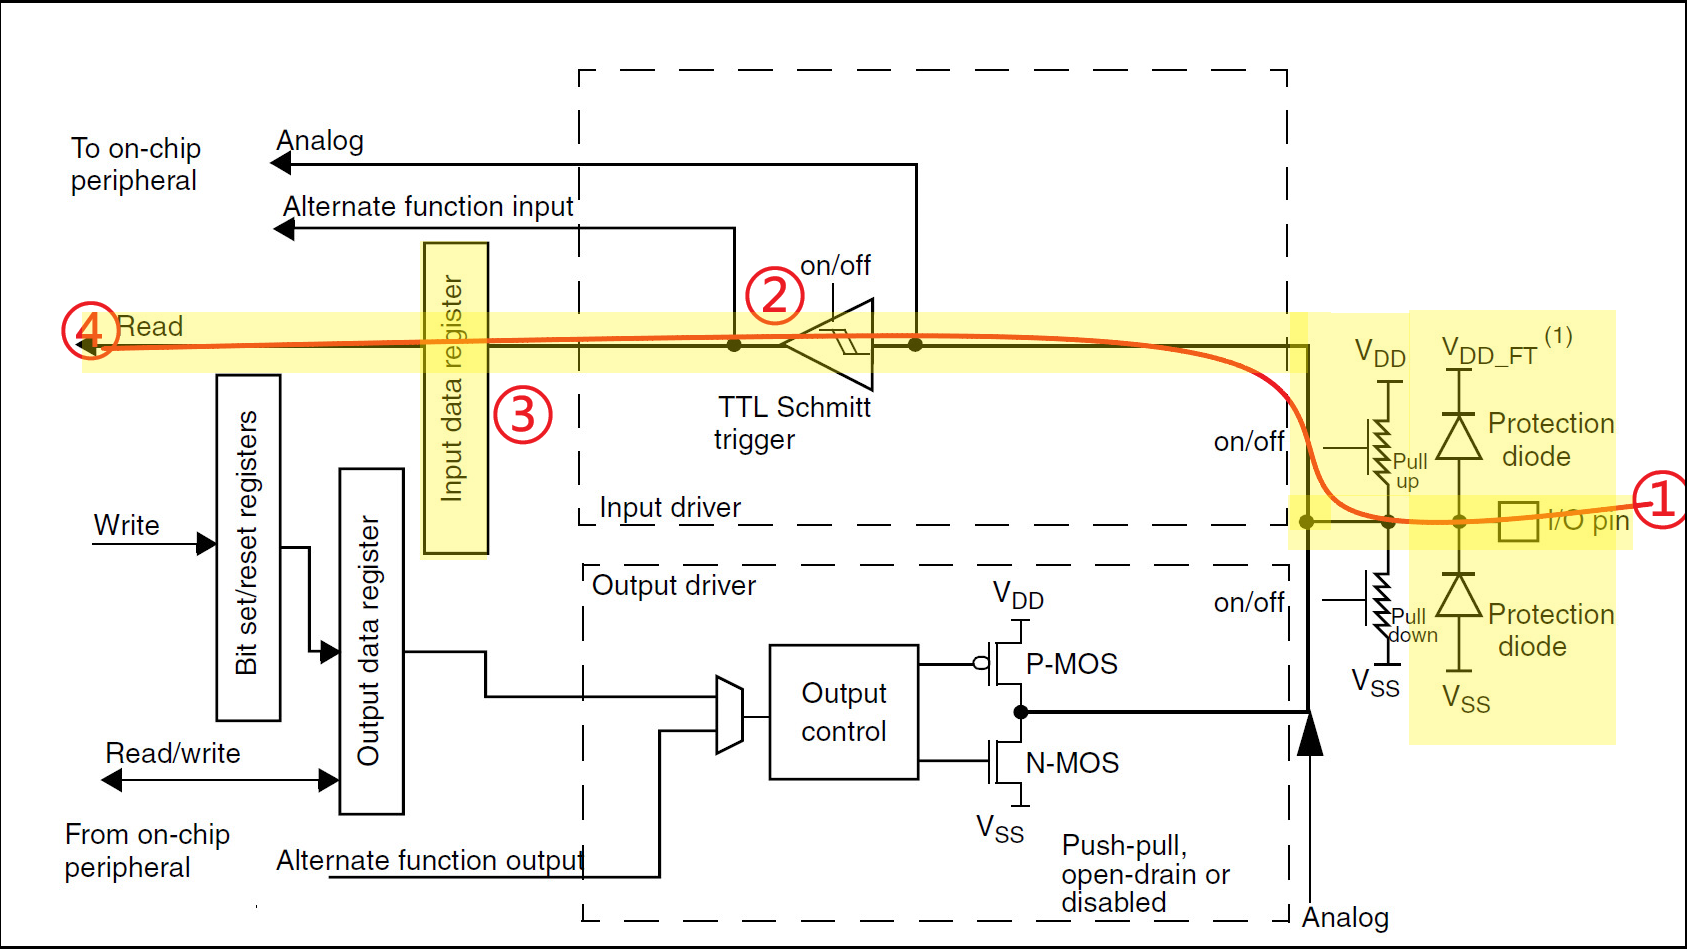 To on-chip
peripheral
Analog
Alternate function input
on/off
②
④
Read
Input data register
③
TTL Schmitt
trigger
Input driver
on/off
VDD
VDD_FT (1)
Pull
up
Protection
diode
①
I/O pin
Write
Bit set/reset registers
Output data register
Read/write
From on-chip
peripheral
Alternate function output
Output driver
Output
control
VDD
P-MOS
N-MOS
VSS
Push-pull,
open-drain or
disabled
on/off
Pull
down
VSS
Protection
diode
VSS
Analog